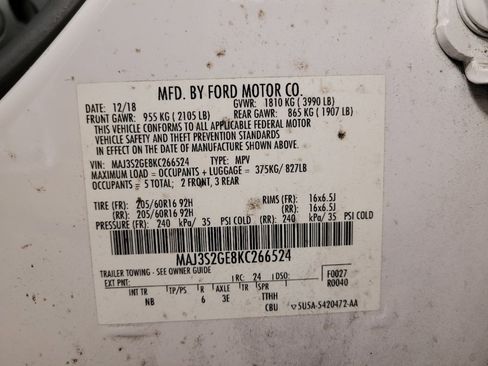 MFD. BY FORD MOTOR CO.
DATE: 12/18 GVWR: 1810 KG ( 3990 LB)
FRONT GAWR: 955 KG ( 2105 LB) REAR GAWR: 865 KG ( 1907 LB)
THIS VEHICLE CONFORMS TO ALL APPLICABLE FEDERAL MOTOR
VEHICLE SAFETY AND THEFT PREVENTION STANDARDS
IN EFFECT ON THE DATE OF MANUFACTURE SHOWN ABOVE.
VIN: MAJ3S2GE8KC266524 TYPE: MPV
MAXIMUM LOAD = OCCUPANTS + LUGGAGE = 375KG/ 827LB
OCCUPANTS = 5 TOTAL; 2 FRONT, 3 REAR
TIRE (FR): 205/60R16 92H RIMS (FR): 16x6.5J
(RR): 205/60R16 92H (RR): 16x6.5J
PRESSURE (FR): 240 kPa/ 35 PSI COLD (RR): 240 kPa/ 35 PSI COLD
MAJ3S2GE8KC266524
TRAILER TOWING - SEE OWNER GUIDE
EXT PNT: RC: 24 DSO: F0027
R0040
INT TR TP/PS R AXLE TR SPR
NB 6 3E TTHH
CBU 5U5A-5420472-AA